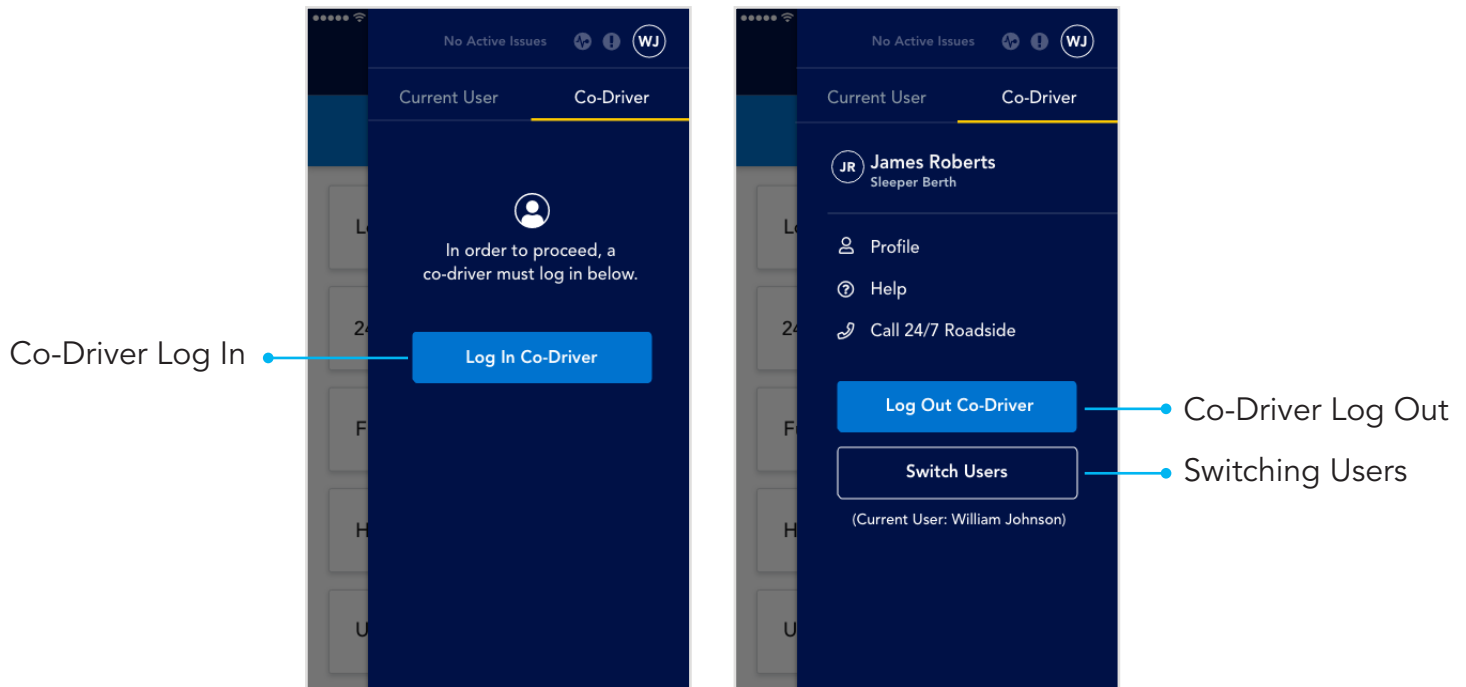 No Active Issues
WJ
Current User
Co-Driver
In order to proceed, a
co-driver must log in below.
Log In Co-Driver
Co-Driver Log In
L
24
F
H
U
No Active Issues
WJ
Current User
Co-Driver
JR
James Roberts
Sleeper Berth
Profile
Help
Call 24/7 Roadside
Log Out Co-Driver
Switch Users
(Current User: William Johnson)
L
24
F
H
U
Co-Driver Log Out
Switching Users